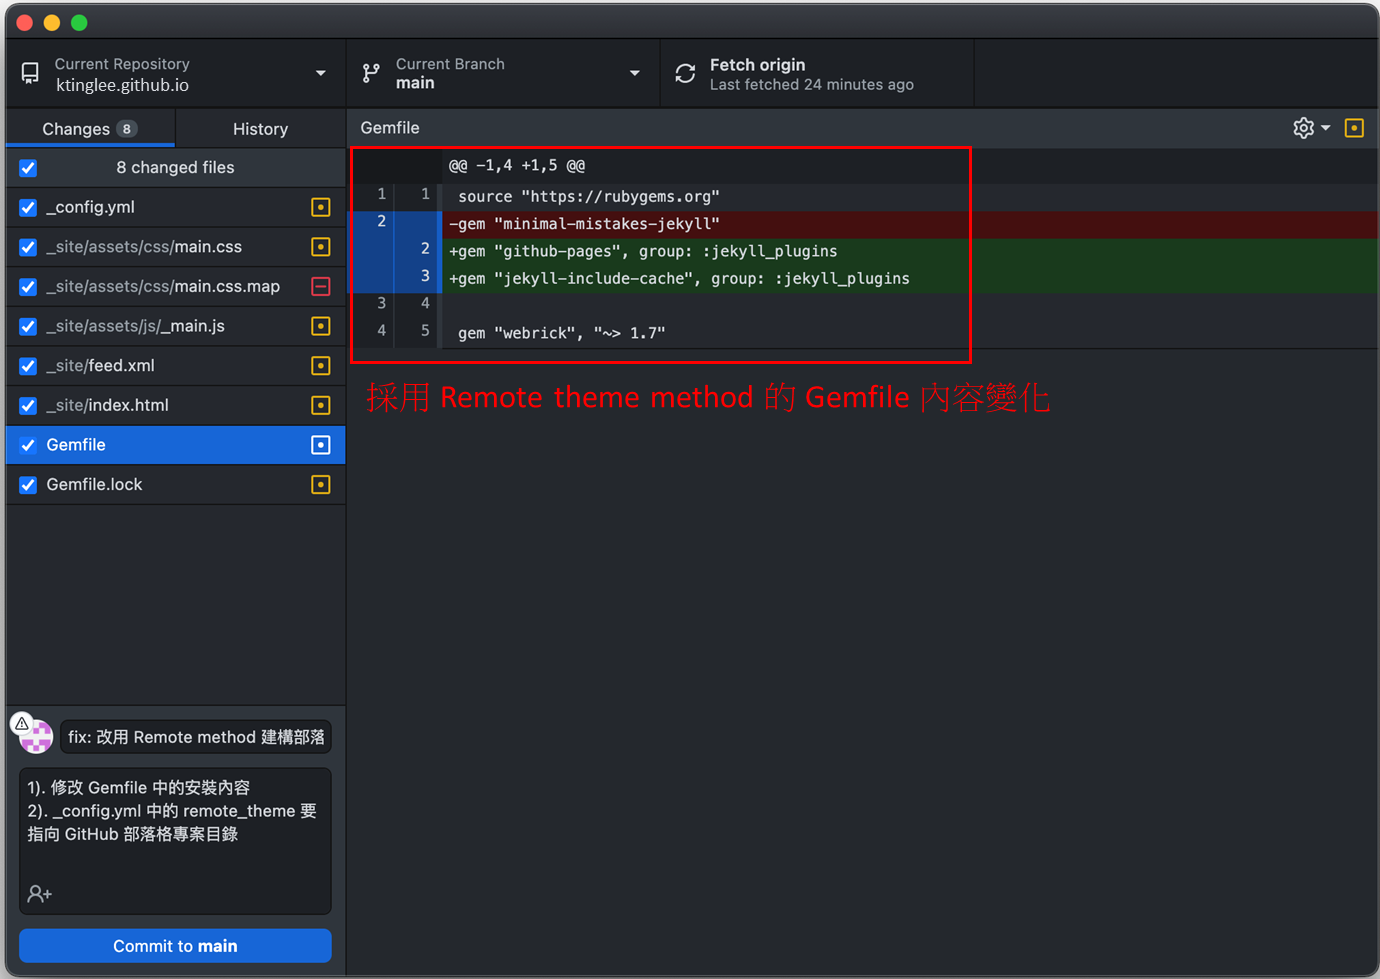 Current Repository
ktinglee.github.io
Current Branch
main
Fetch origin
Last fetched 24 minutes ago
Changes 8
History
Gemfile
8 changed files
_config.yml
_site/assets/css/main.css
_site/assets/css/main.css.map
_site/assets/js/_main.js
_site/feed.xml
_site/index.html
Gemfile
Gemfile.lock
@@ -1,4 +1,5 @@
1 1 source "https://rubygems.org"
2 -gem "minimal-mistakes-jekyll"
2 +gem "github-pages", group: :jekyll_plugins
3 +gem "jekyll-include-cache", group: :jekyll_plugins
3 4
4 5 gem "webrick", "~> 1.7"
採用 Remote theme method 的 Gemfile 內容變化
fix: 改用 Remote method 建構部落
1). 修改 Gemfile 中的安裝內容
2). _config.yml 中的 remote_theme 要
指向 GitHub 部落格專案目錄
Commit to main